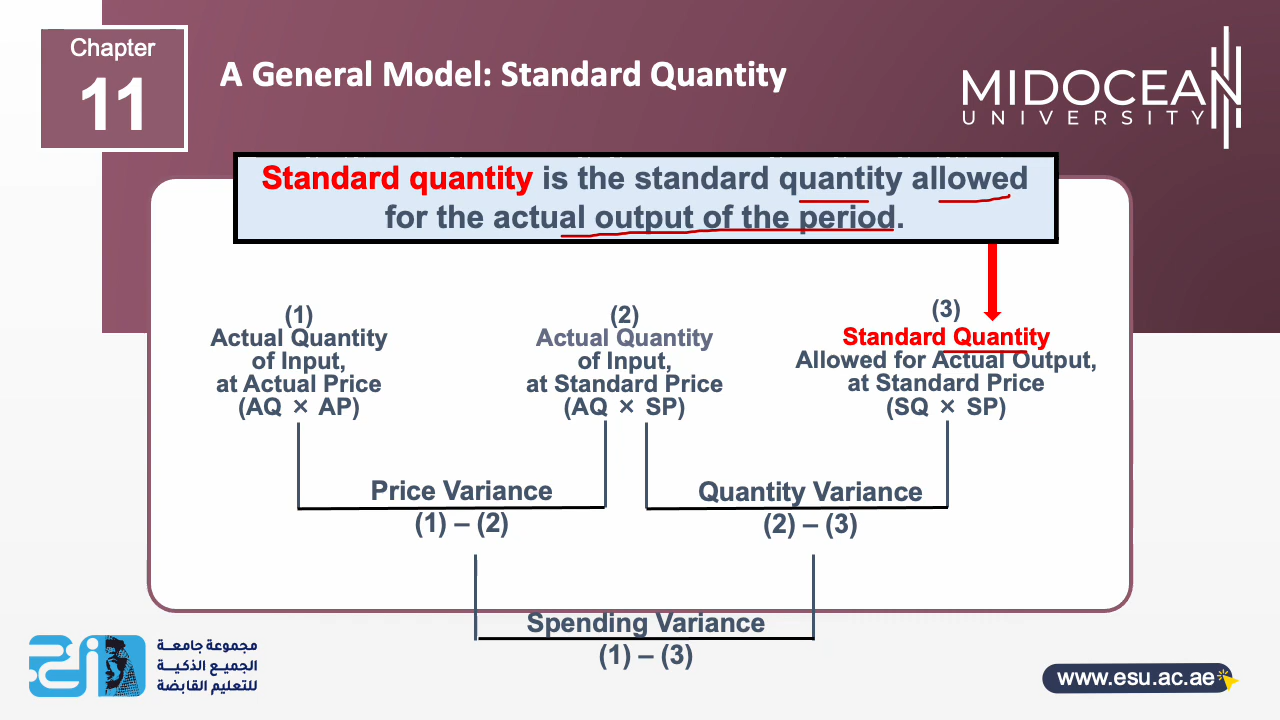 Chapter
11
A General Model: Standard Quantity
MIDOCEAN
UNIVERSITY
Standard quantity is the standard quantity allowed
for the actual output of the period.
(1)
Actual Quantity
of Input,
at Actual Price
(AQ × AP)
(2)
Actual Quantity
of Input,
at Standard Price
(AQ × SP)
(3)
Standard Quantity
Allowed for Actual Output,
at Standard Price
(SQ × SP)
Price Variance
(1) – (2)
Quantity Variance
(2) – (3)
Spending Variance
(1) – (3)
مجموعة جامعة
الجميع الذكية
للتعليم القابضة
www.esu.ac.ae